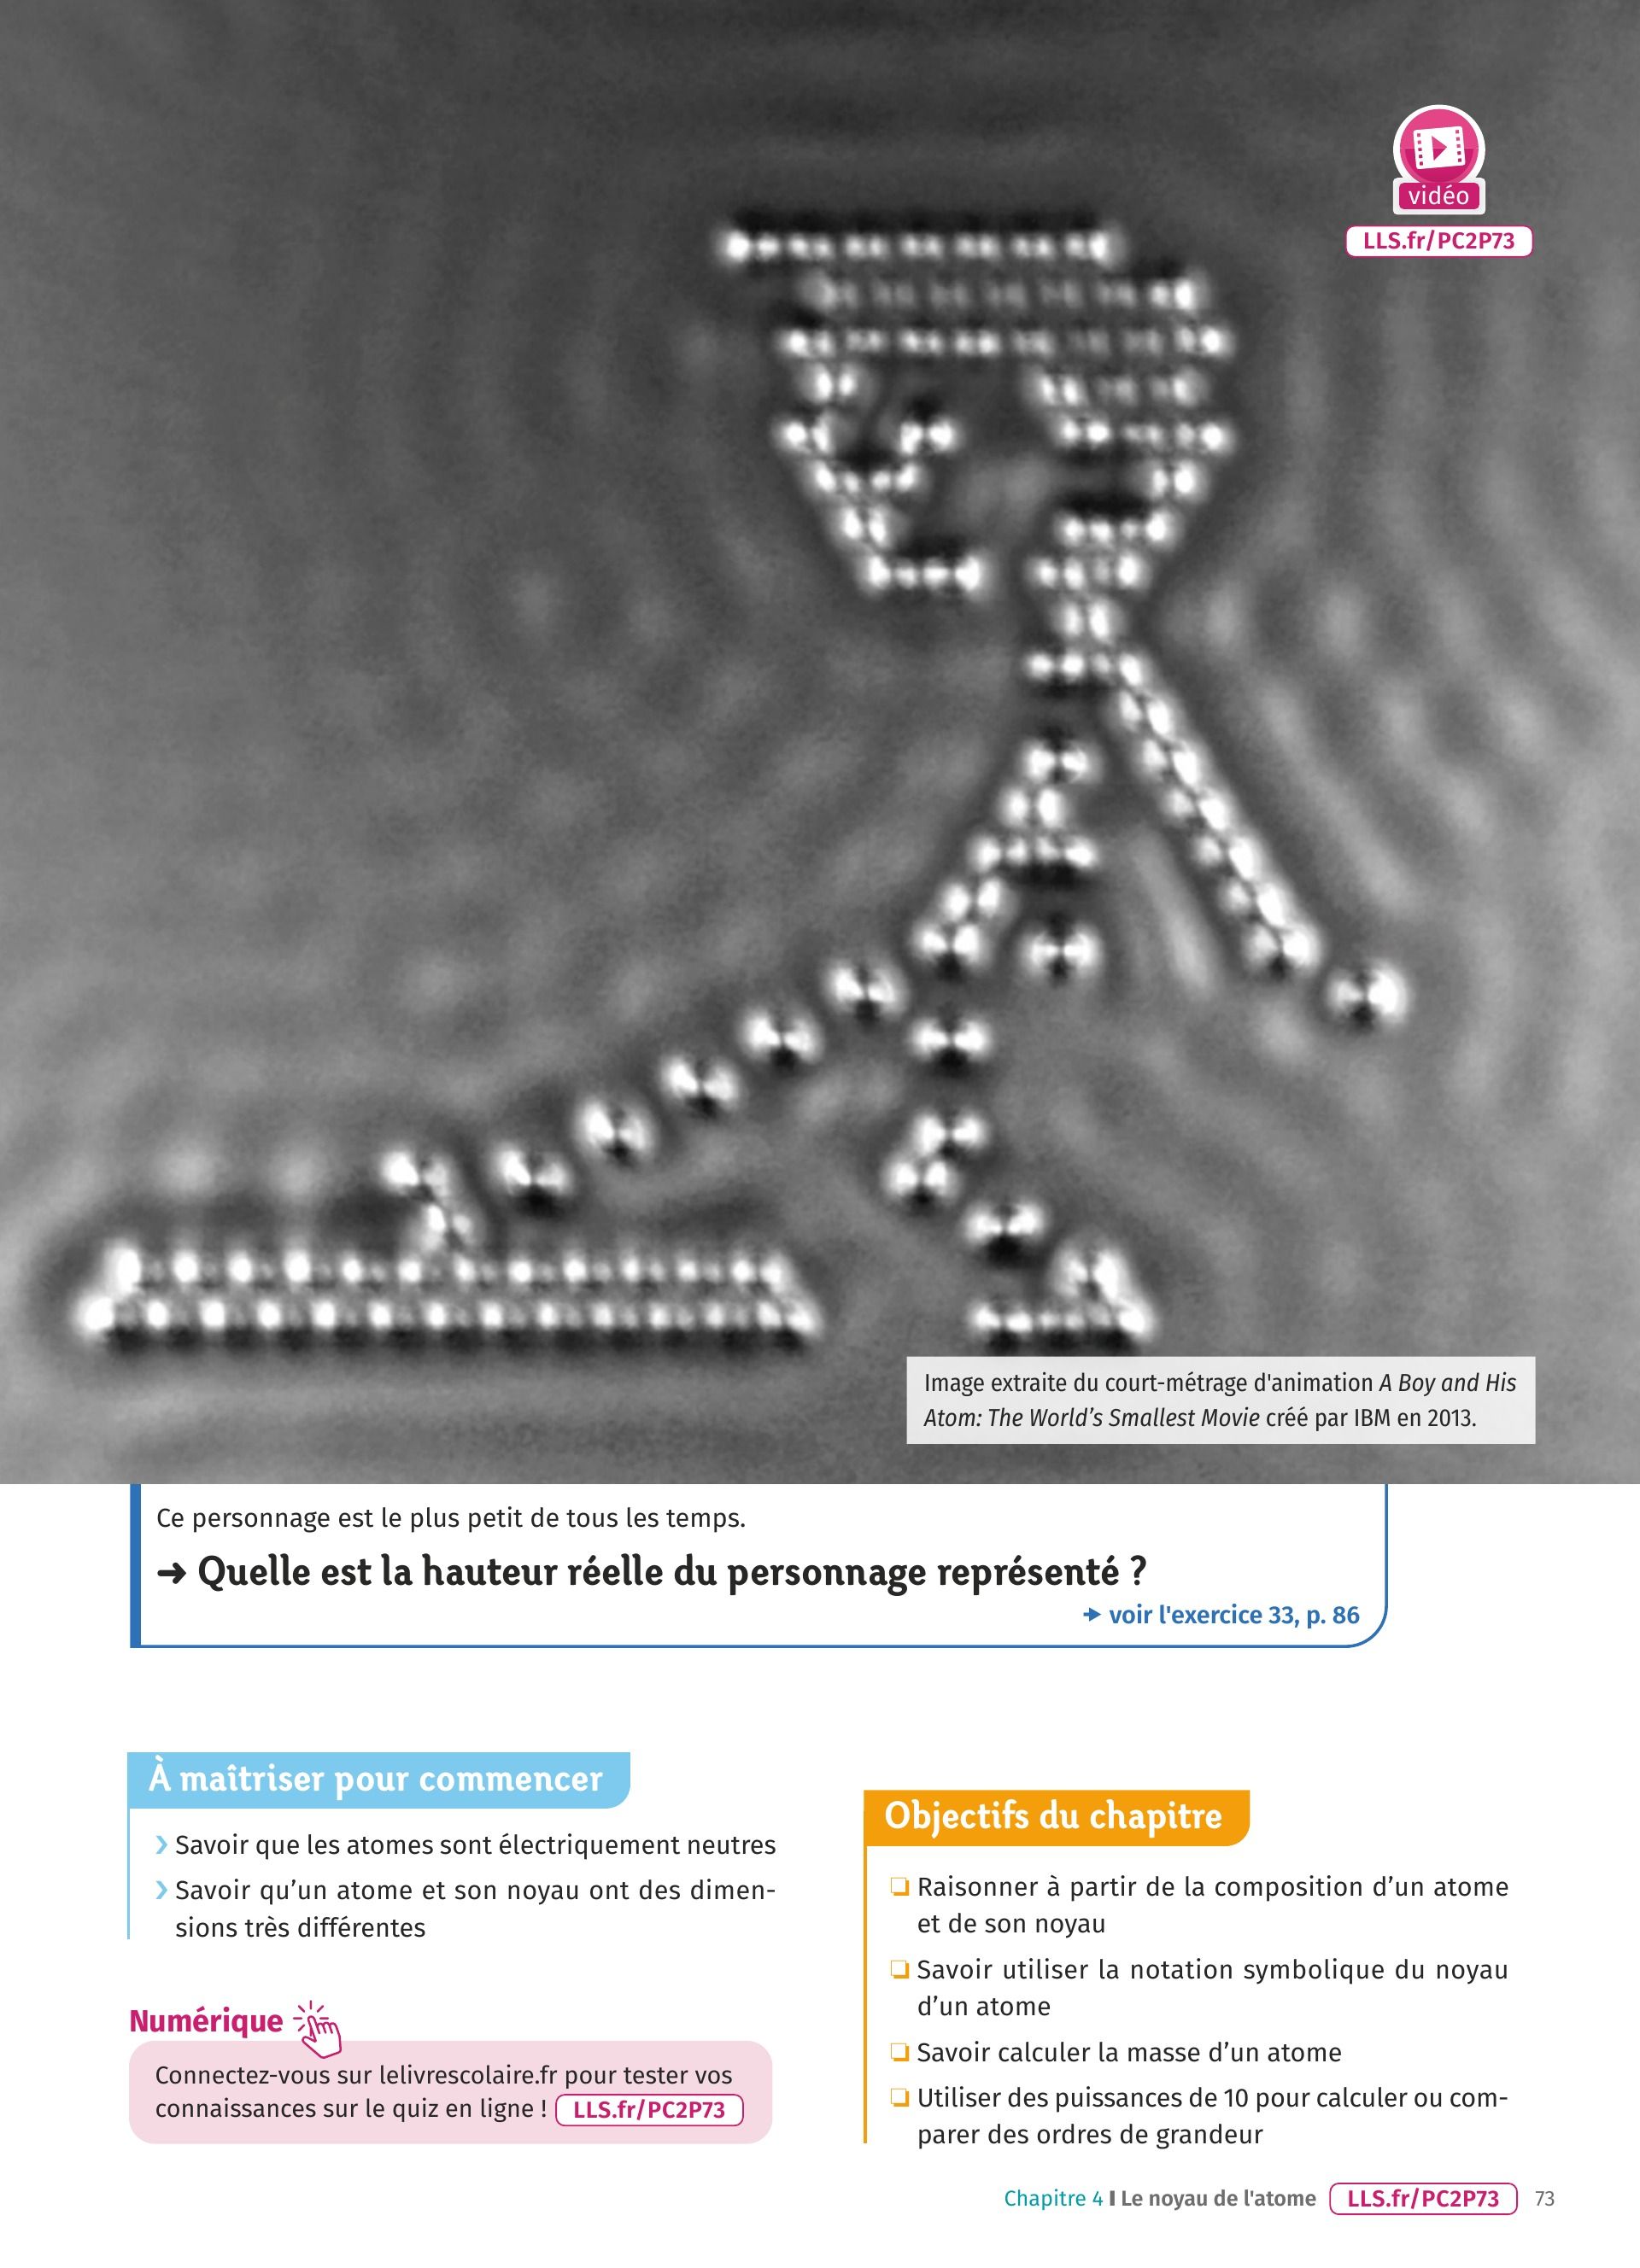 vidéo
LLS.fr/PC2P73
Image extraite du court-métrage d'animation A Boy and His
Atom: The World’s Smallest Movie créé par IBM en 2013.
Ce personnage est le plus petit de tous les temps.
➜ Quelle est la hauteur réelle du personnage représenté ?
➜ voir l'exercice 33, p. 86
À maîtriser pour commencer
› Savoir que les atomes sont électriquement neutres
› Savoir qu’un atome et son noyau ont des dimen-
sions très différentes
Numérique
Connectez-vous sur lelivrescolaire.fr pour tester vos
connaissances sur le quiz en ligne ! LLS.fr/PC2P73
Objectifs du chapitre
❏ Raisonner à partir de la composition d’un atome
et de son noyau
❏ Savoir utiliser la notation symbolique du noyau
d’un atome
❏ Savoir calculer la masse d’un atome
❏ Utiliser des puissances de 10 pour calculer ou com-
parer des ordres de grandeur
Chapitre 4 I Le noyau de l'atome LLS.fr/PC2P73 73